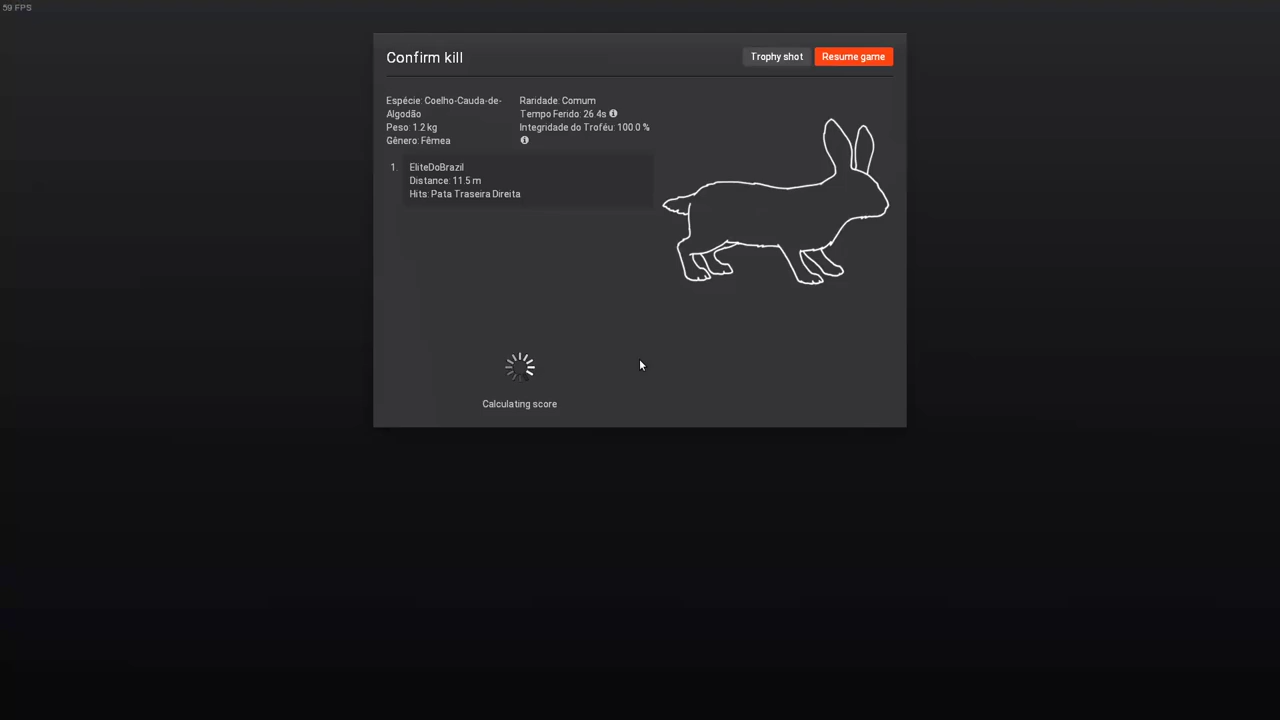 59 FPS
Confirm kill
Trophy shot
Resume game
Espécie: Coelho-Cauda-de-
Algodão
Peso: 1.2 kg
Gênero: Fêmea
Raridade: Comum
Tempo Ferido: 26.4s
Integridade do Troféu: 100.0 %
1.
EliteDoBrazil
Distance: 11.5 m
Hits: Pata Traseira Direita
Calculating score